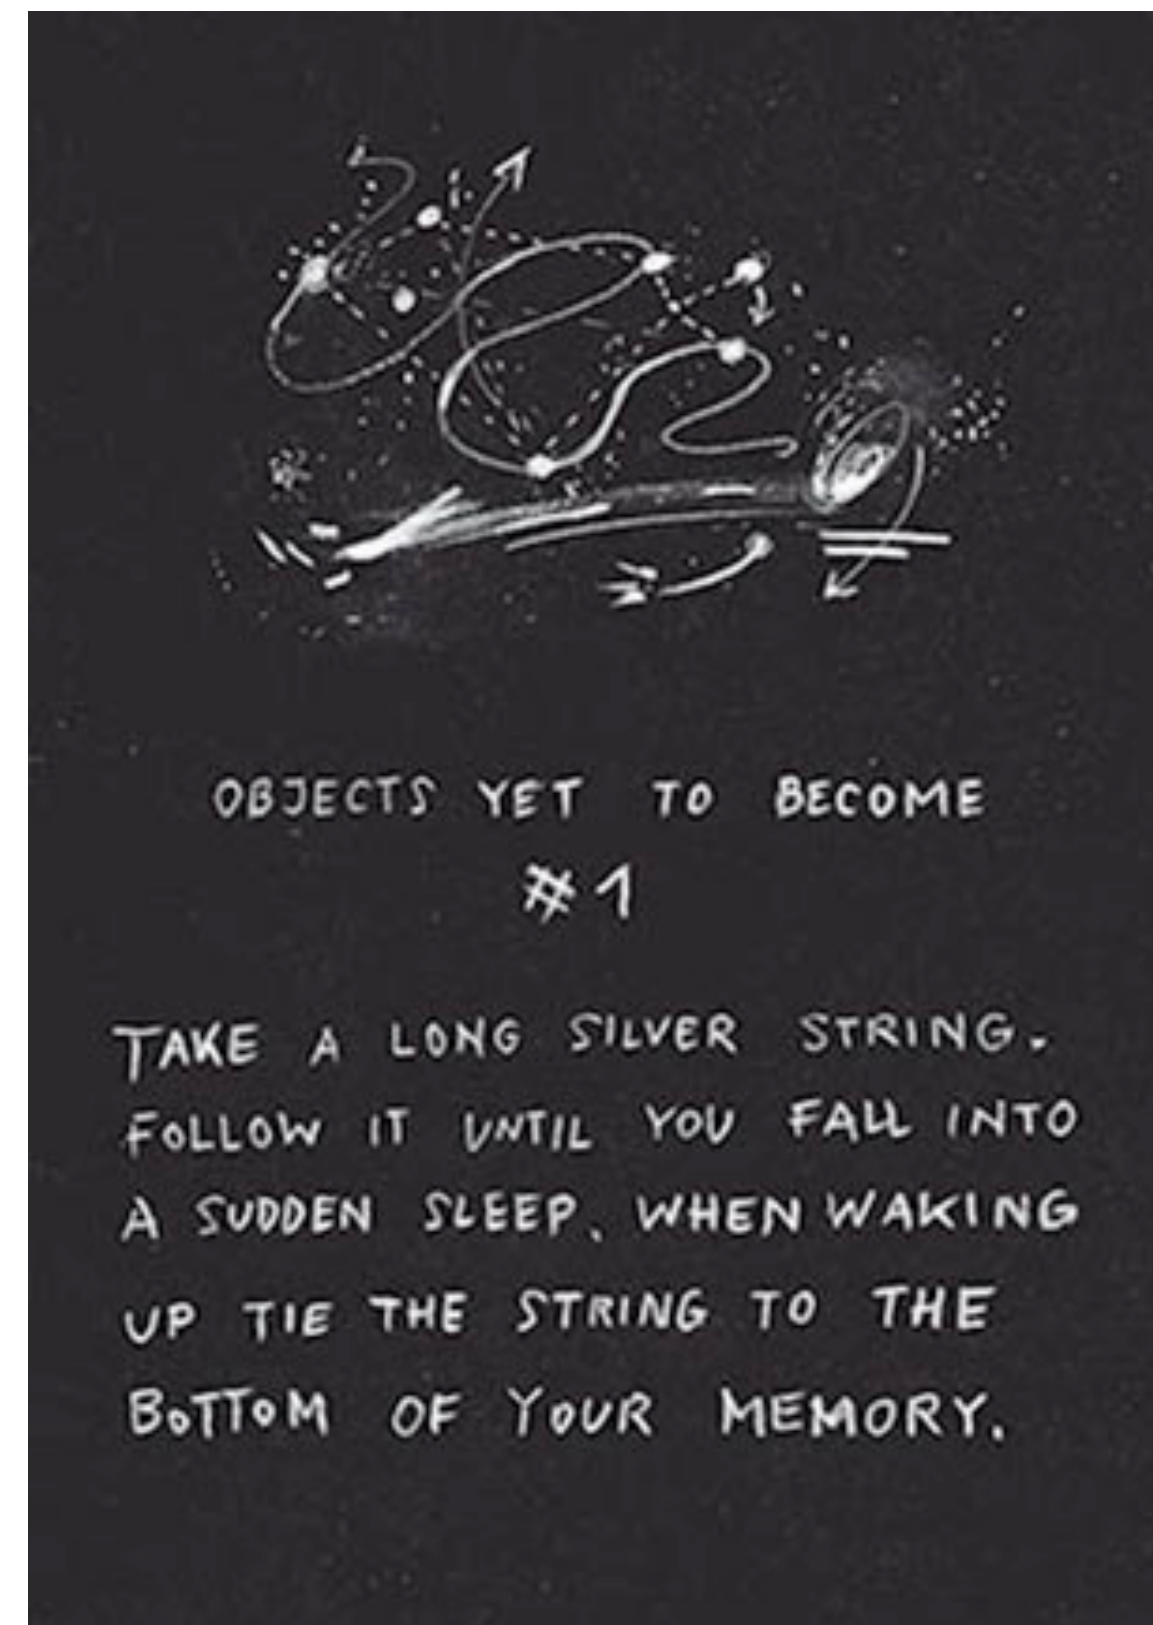 OBJECTS YET TO BECOME
#1
TAKE A LONG SILVER STRING.
FOLLOW IT UNTIL YOU FALL INTO
A SUDDEN SLEEP. WHEN WAKING
UP TIE THE STRING TO THE
BOTTOM OF YOUR MEMORY.